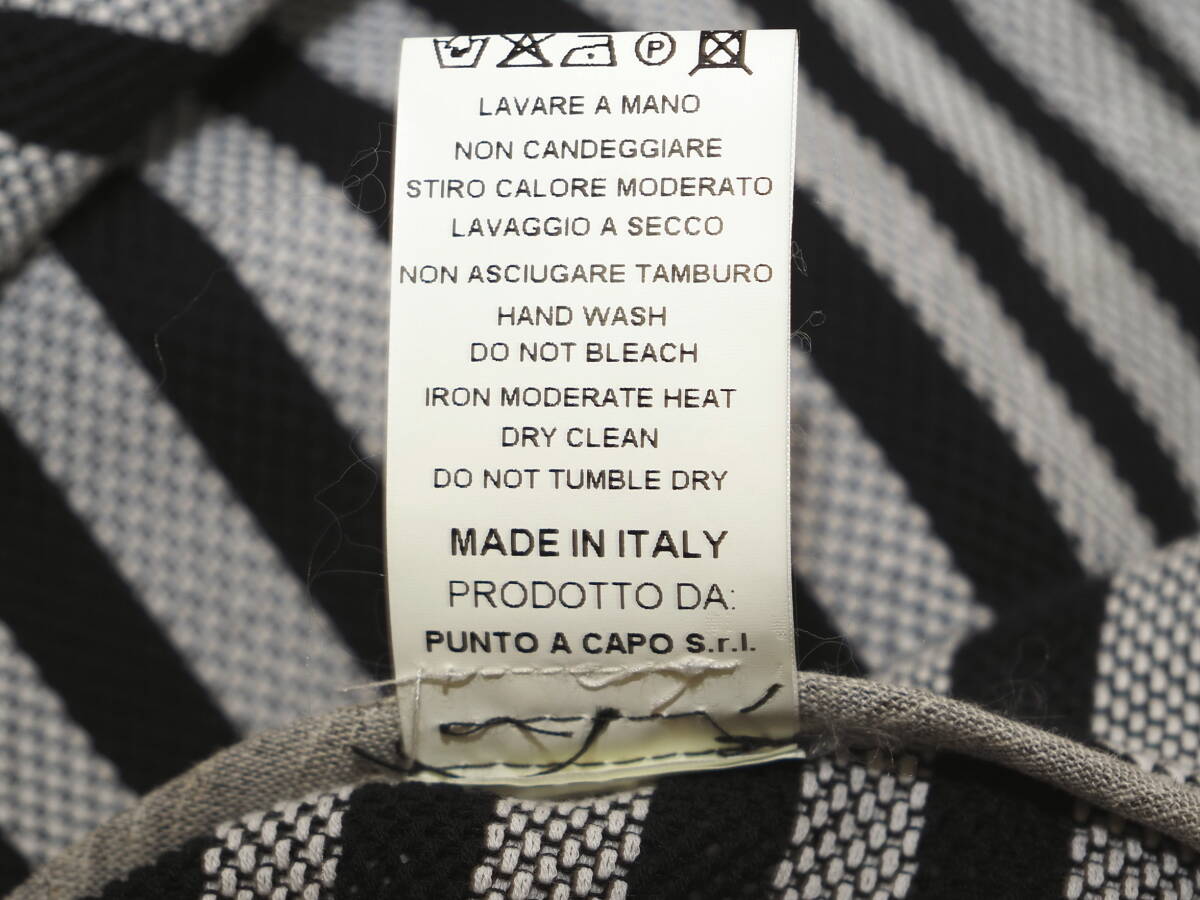 P
LAVARE A MANO
NON CANDEGGIARE
STIRO CALORE MODERATO
LAVAGGIO A SECCO
NON ASCIUGARE TAMBURO
HAND WASH
DO NOT BLEACH
IRON MODERATE HEAT
DRY CLEAN
DO NOT TUMBLE DRY
MADE IN ITALY
PRODOTTO DA:
PUNTO A CAPO S.r.l.